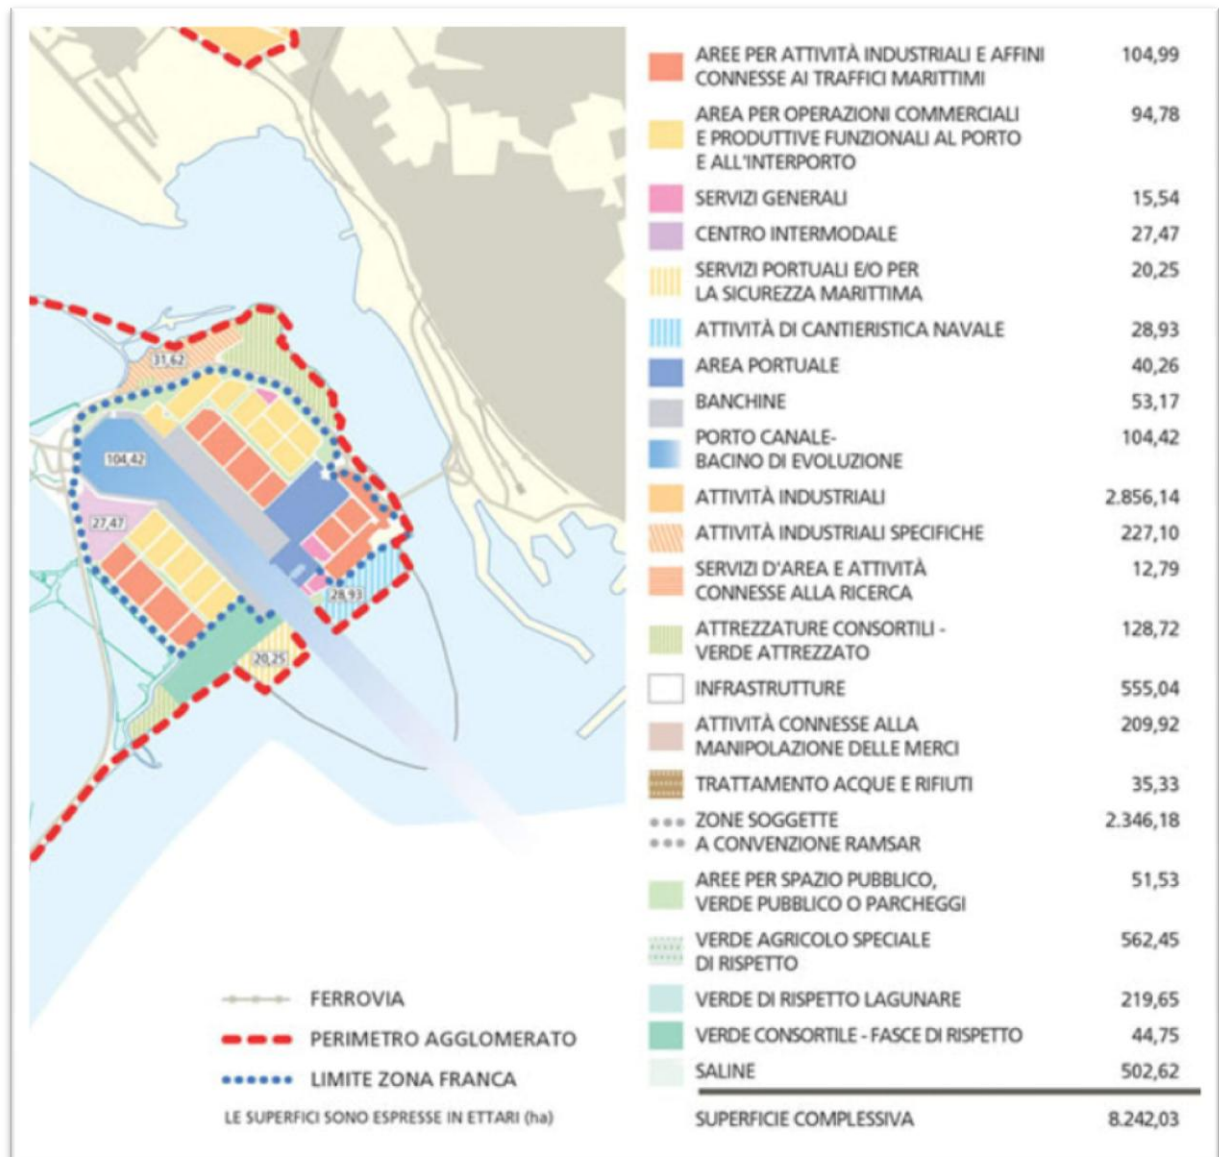 31,62
104,42
27,47
28,93
20,25
FERROVIA
PERIMETRO AGGLOMERATO
LIMITE ZONA FRANCA
LE SUPERFICI SONO ESPRESSE IN ETTARI (ha)
AREE PER ATTIVITÀ INDUSTRIALI E AFFINI 104,99
CONNESSE AI TRAFFICI MARITTIMI
AREA PER OPERAZIONI COMMERCIALI 94,78
E PRODUTTIVE FUNZIONALI AL PORTO
E ALL'INTERPORTO
SERVIZI GENERALI 15,54
CENTRO INTERMODALE 27,47
SERVIZI PORTUALI E/O PER 20,25
LA SICUREZZA MARITTIMA
ATTIVITÀ DI CANTIERISTICA NAVALE 28,93
AREA PORTUALE 40,26
BANCHINE 53,17
PORTO CANALE- 104,42
BACINO DI EVOLUZIONE
ATTIVITÀ INDUSTRIALI 2.856,14
ATTIVITÀ INDUSTRIALI SPECIFICHE 227,10
SERVIZI D'AREA E ATTIVITÀ 12,79
CONNESSE ALLA RICERCA
ATTREZZATURE CONSORTILI - 128,72
VERDE ATTREZZATO
INFRASTRUTTURE 555,04
ATTIVITÀ CONNESSE ALLA 209,92
MANIPOLAZIONE DELLE MERCI
TRATTAMENTO ACQUE E RIFIUTI 35,33
ZONE SOGGETTE 2.346,18
A CONVENZIONE RAMSAR
AREE PER SPAZIO PUBBLICO, 51,53
VERDE PUBBLICO O PARCHEGGI
VERDE AGRICOLO SPECIALE 562,45
DI RISPETTO
VERDE DI RISPETTO LAGUNARE 219,65
VERDE CONSORTILE - FASCE DI RISPETTO 44,75
SALINE 502,62
SUPERFICIE COMPLESSIVA 8.242,03